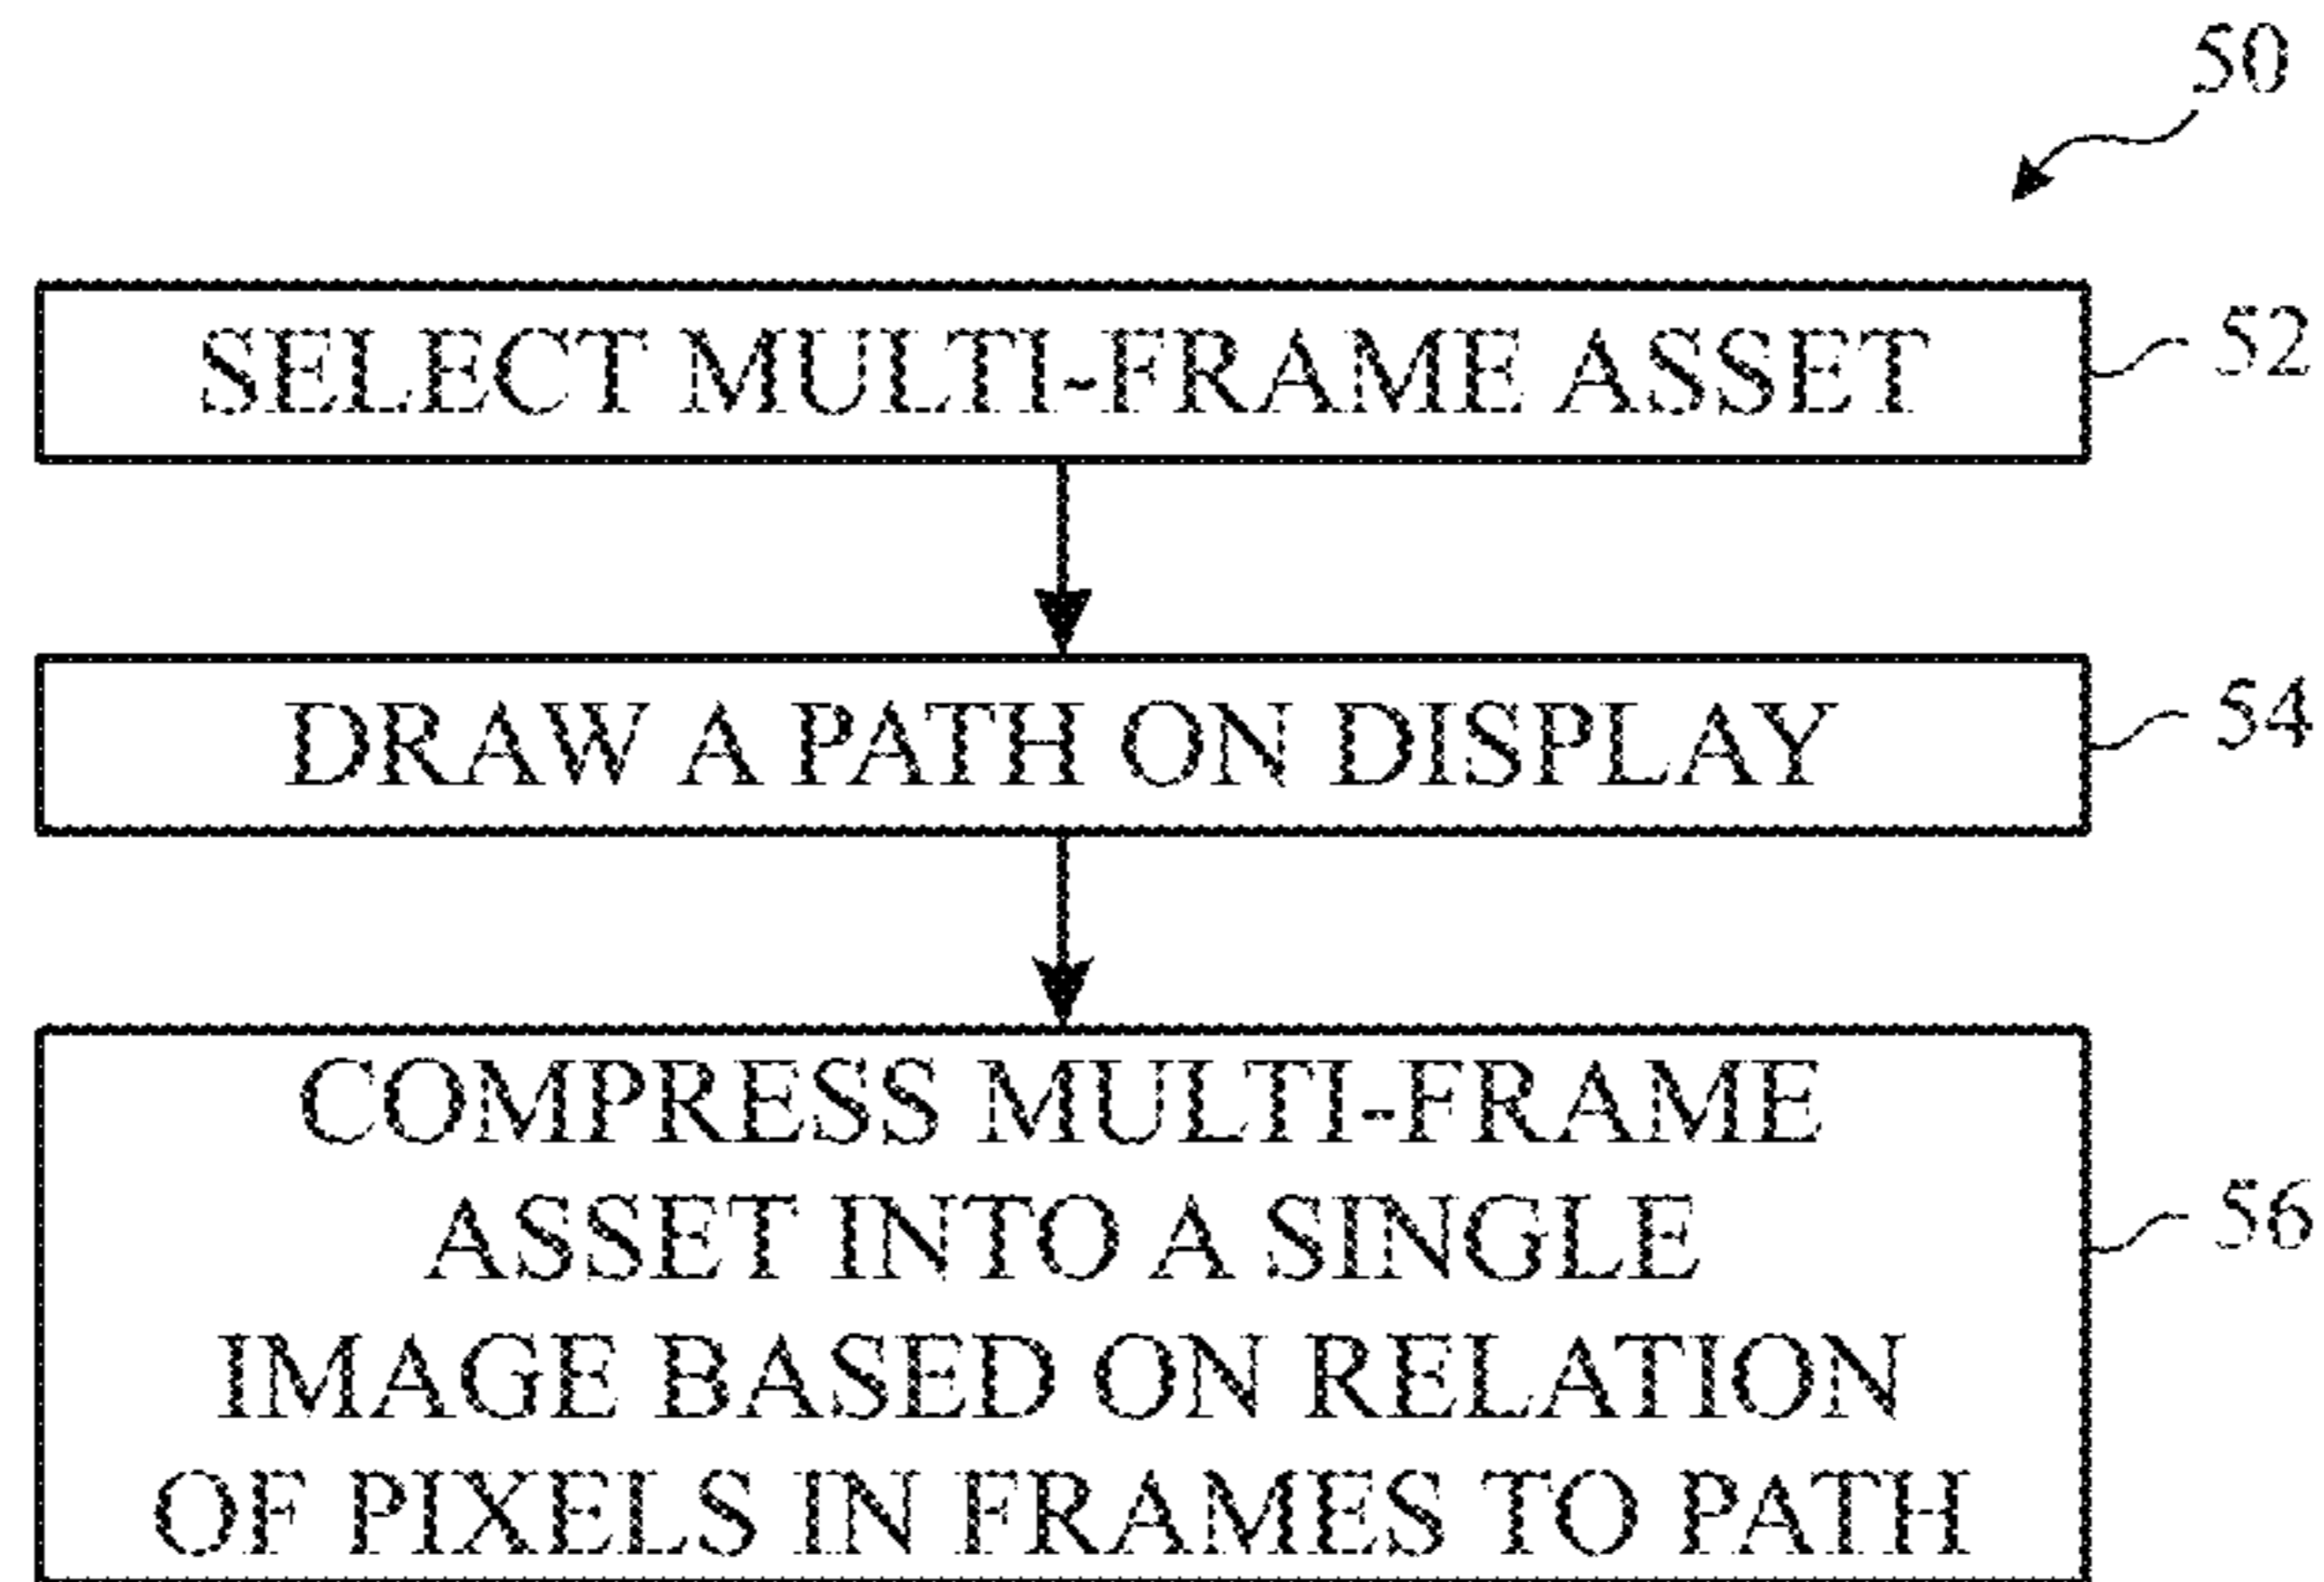 50
SELECT MULTI-FRAME ASSET
52
DRAW A PATH ON DISPLAY
54
COMPRESS MULTI-FRAME
ASSET INTO A SINGLE
IMAGE BASED ON RELATION
OF PIXELS IN FRAMES TO PATH
56